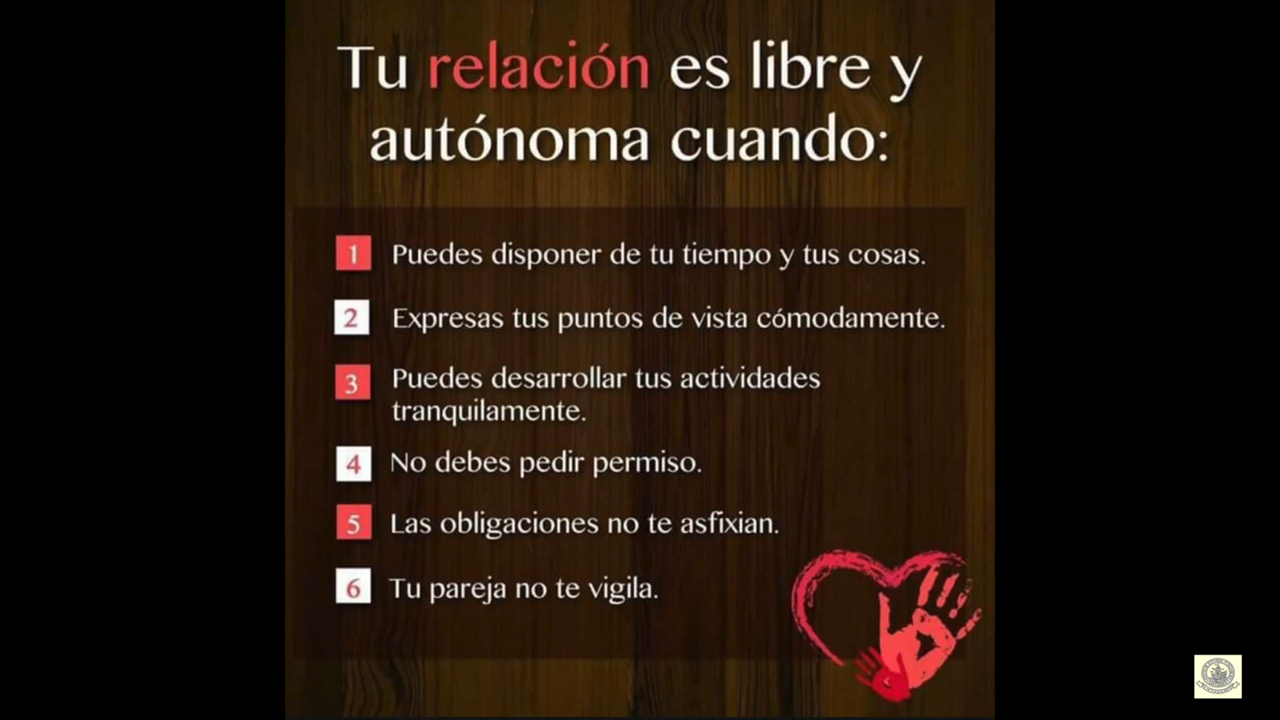 Tu relación es libre y
autónoma cuando:
1 Puedes disponer de tu tiempo y tus cosas.
2 Expresas tus puntos de vista cómodamente.
3 Puedes desarrollar tus actividades
tranquilamente.
4 No debes pedir permiso.
5 Las obligaciones no te asfixian.
6 Tu pareja no te vigila.